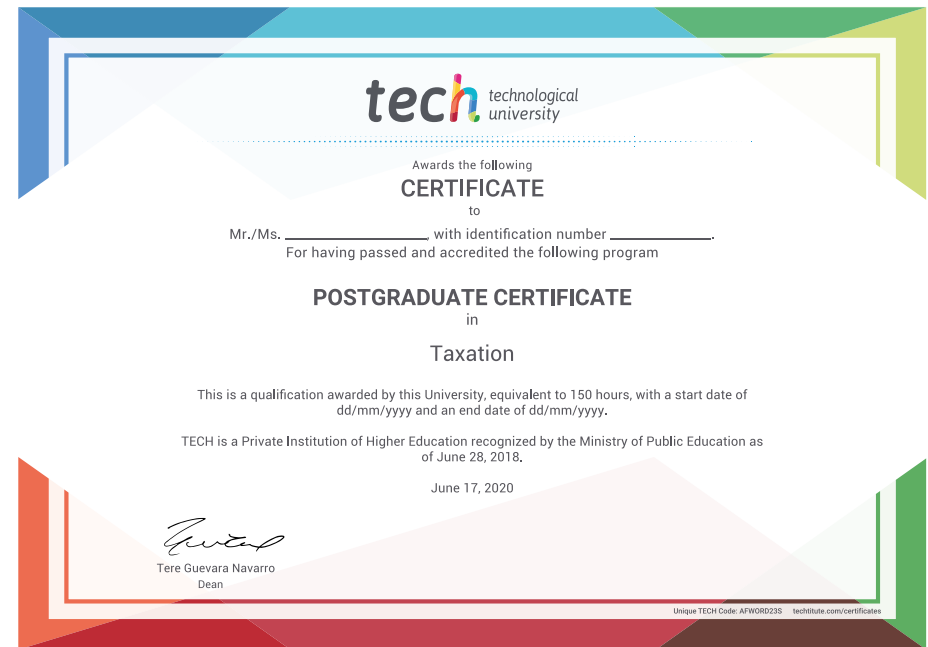 tech technological
university
Awards the following
CERTIFICATE
to
Mr./Ms. ____________________, with identification number ______________.
For having passed and accredited the following program
POSTGRADUATE CERTIFICATE
in
Taxation
This is a qualification awarded by this University, equivalent to 150 hours, with a start date of
dd/mm/yyyy and an end date of dd/mm/yyyy.
TECH is a Private Institution of Higher Education recognized by the Ministry of Public Education as
of June 28, 2018.
June 17, 2020
Tere Guevara Navarro
Dean
Unique TECH Code: AFWORD23S techtitute.com/certificates